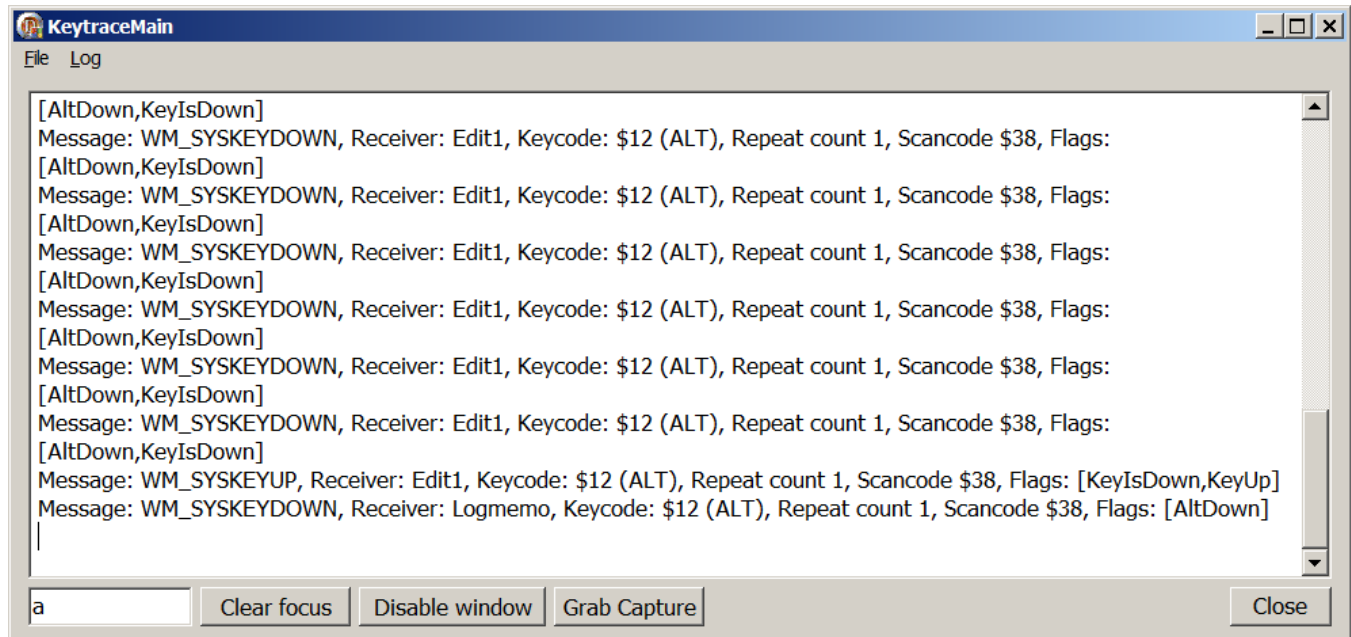 KeytraceMain
File Log
[AltDown,KeyIsDown]
Message: WM_SYSKEYDOWN, Receiver: Edit1, Keycode: $12 (ALT), Repeat count 1, Scancode $38, Flags:
[AltDown,KeyIsDown]
Message: WM_SYSKEYDOWN, Receiver: Edit1, Keycode: $12 (ALT), Repeat count 1, Scancode $38, Flags:
[AltDown,KeyIsDown]
Message: WM_SYSKEYDOWN, Receiver: Edit1, Keycode: $12 (ALT), Repeat count 1, Scancode $38, Flags:
[AltDown,KeyIsDown]
Message: WM_SYSKEYDOWN, Receiver: Edit1, Keycode: $12 (ALT), Repeat count 1, Scancode $38, Flags:
[AltDown,KeyIsDown]
Message: WM_SYSKEYDOWN, Receiver: Edit1, Keycode: $12 (ALT), Repeat count 1, Scancode $38, Flags:
[AltDown,KeyIsDown]
Message: WM_SYSKEYDOWN, Receiver: Edit1, Keycode: $12 (ALT), Repeat count 1, Scancode $38, Flags:
[AltDown,KeyIsDown]
Message: WM_SYSKEYUP, Receiver: Edit1, Keycode: $12 (ALT), Repeat count 1, Scancode $38, Flags: [KeyIsDown,KeyUp]
Message: WM_SYSKEYDOWN, Receiver: Logmemo, Keycode: $12 (ALT), Repeat count 1, Scancode $38, Flags: [AltDown]
a Clear focus Disable window Grab Capture Close